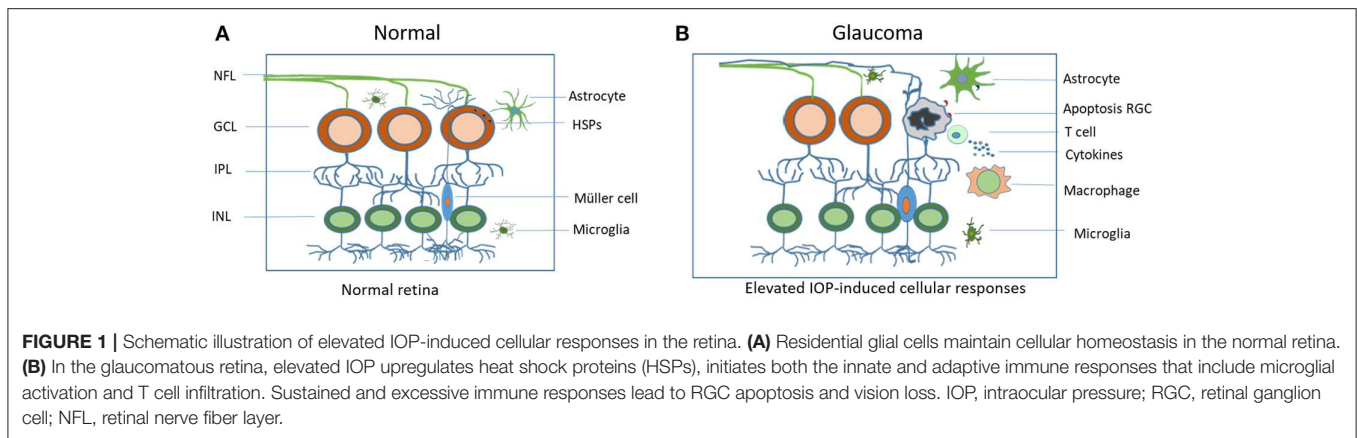 A
Normal
NFL
GCL
IPL
INL
Astrocyte
HSPs
Müller cell
Microglia
Normal retina
B
Glaucoma
Astrocyte
Apoptosis RGC
T cell
Cytokines
Macrophage
Microglia
Elevated IOP-induced cellular responses
FIGURE 1 | Schematic illustration of elevated IOP-induced cellular responses in the retina. (A) Residential glial cells maintain cellular homeostasis in the normal retina.
(B) In the glaucomatous retina, elevated IOP upregulates heat shock proteins (HSPs), initiates both the innate and adaptive immune responses that include microglial
activation and T cell infiltration. Sustained and excessive immune responses lead to RGC apoptosis and vision loss. IOP, intraocular pressure; RGC, retinal ganglion
cell; NFL, retinal nerve fiber layer.